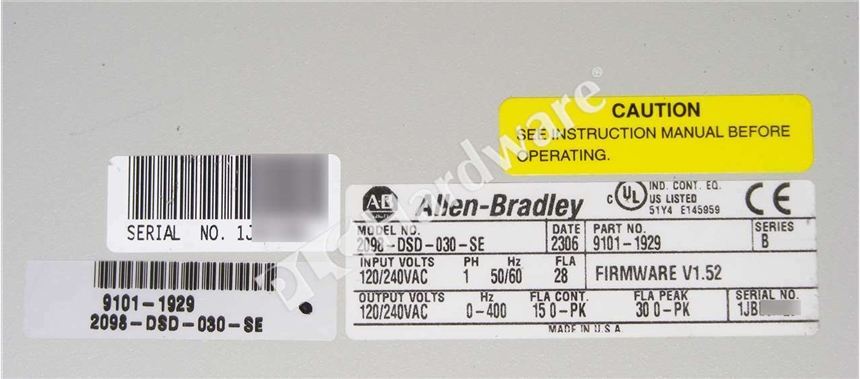 CAUTION
SEE INSTRUCTION MANUAL BEFORE
OPERATING.
SERIAL NO. 1J
9101-1929
2098-DSD-030-SE
A-B Allen-Bradley
c UL US LISTED IND. CONT. EQ.
51Y4 E145959
CE
MODEL NO. DATE PART NO. SERIES
2098-DSD-030-SE 2306 9101-1929 B
INPUT VOLTS PH Hz FLA
120/240VAC 1 50/60 28 FIRMWARE V1.52
OUTPUT VOLTS Hz FLA CONT. FLA PEAK SERIAL NO.
120/240VAC 0-400 15 0-PK 30 0-PK 1JB
MADE IN U.S.A
PLC Hardware®